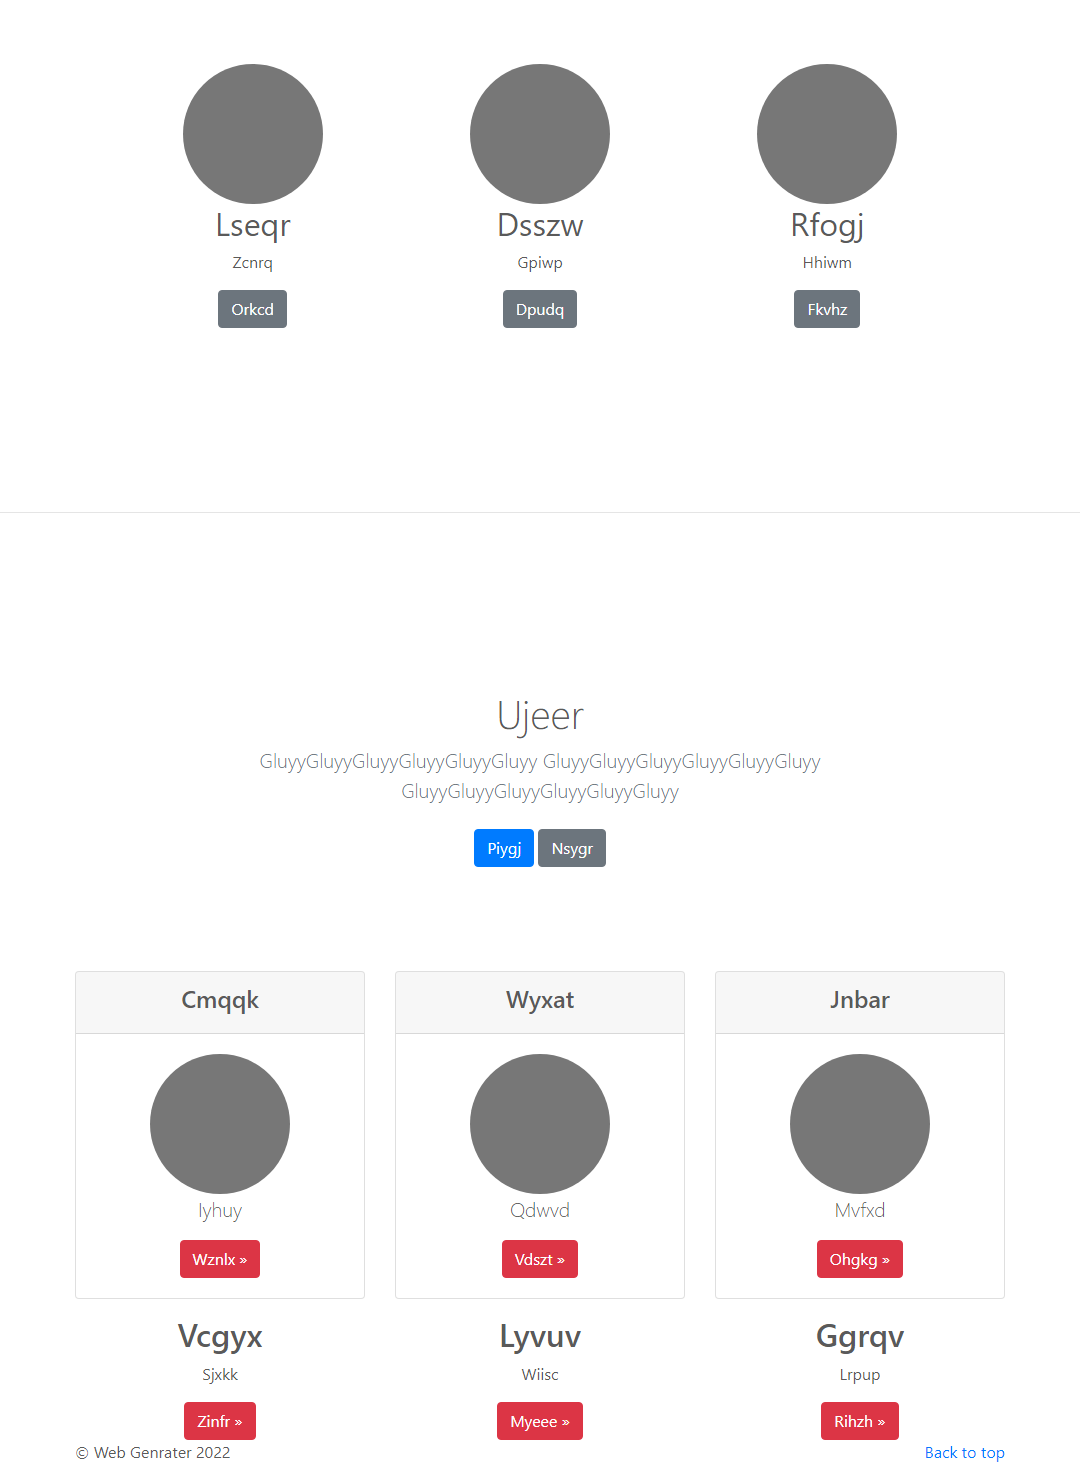 Lseqr Dsszw Rfogj
Zcnrq Gpiwp Hhiwm
Orkcd Dpudq Fkvhz
Ujeer
GluyyGluyyGluyyGluyyGluyyGluyy GluyyGluyyGluyyGluyyGluyyGluyy
GluyyGluyyGluyyGluyyGluyyGluyy
Piygj Nsygr
Cmqqk Wyxat Jnbar
Iyhuy Qdwvd Mvfxd
Wznlx » Vdszt » Ohgkg »
Vcgyx Lyvuv Ggrqv
Sjxkk Wiisc Lrpup
Zinfr » Myeee » Rihzh »
© Web Genrater 2022 Back to top